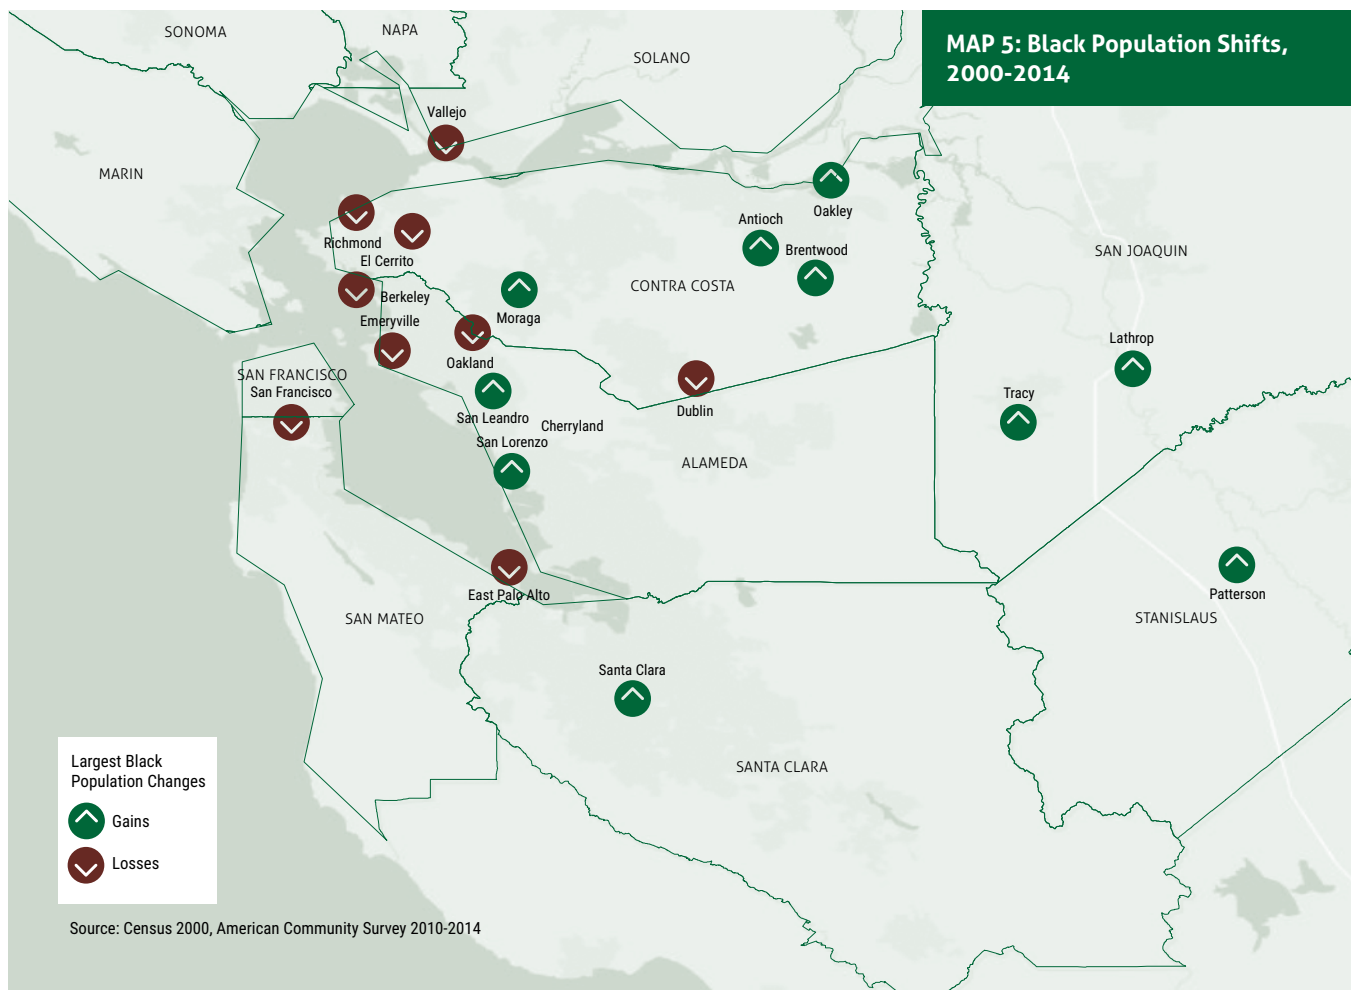 SONOMA
NAPA
SOLANO
MAP 5: Black Population Shifts,
2000-2014
Vallejo
MARIN
Oakley
Antioch
Richmond
Brentwood
SAN JOAQUIN
El Cerrito
CONTRA COSTA
Berkeley
Moraga
Emeryville
Lathrop
Oakland
SAN FRANCISCO
San Francisco
Tracy
Dublin
San Leandro
Cherryland
San Lorenzo
ALAMEDA
East Palo Alto
Patterson
SAN MATEO
STANISLAUS
Santa Clara
SANTA CLARA
Largest Black
Population Changes
Gains
Losses
Source: Census 2000, American Community Survey 2010-2014